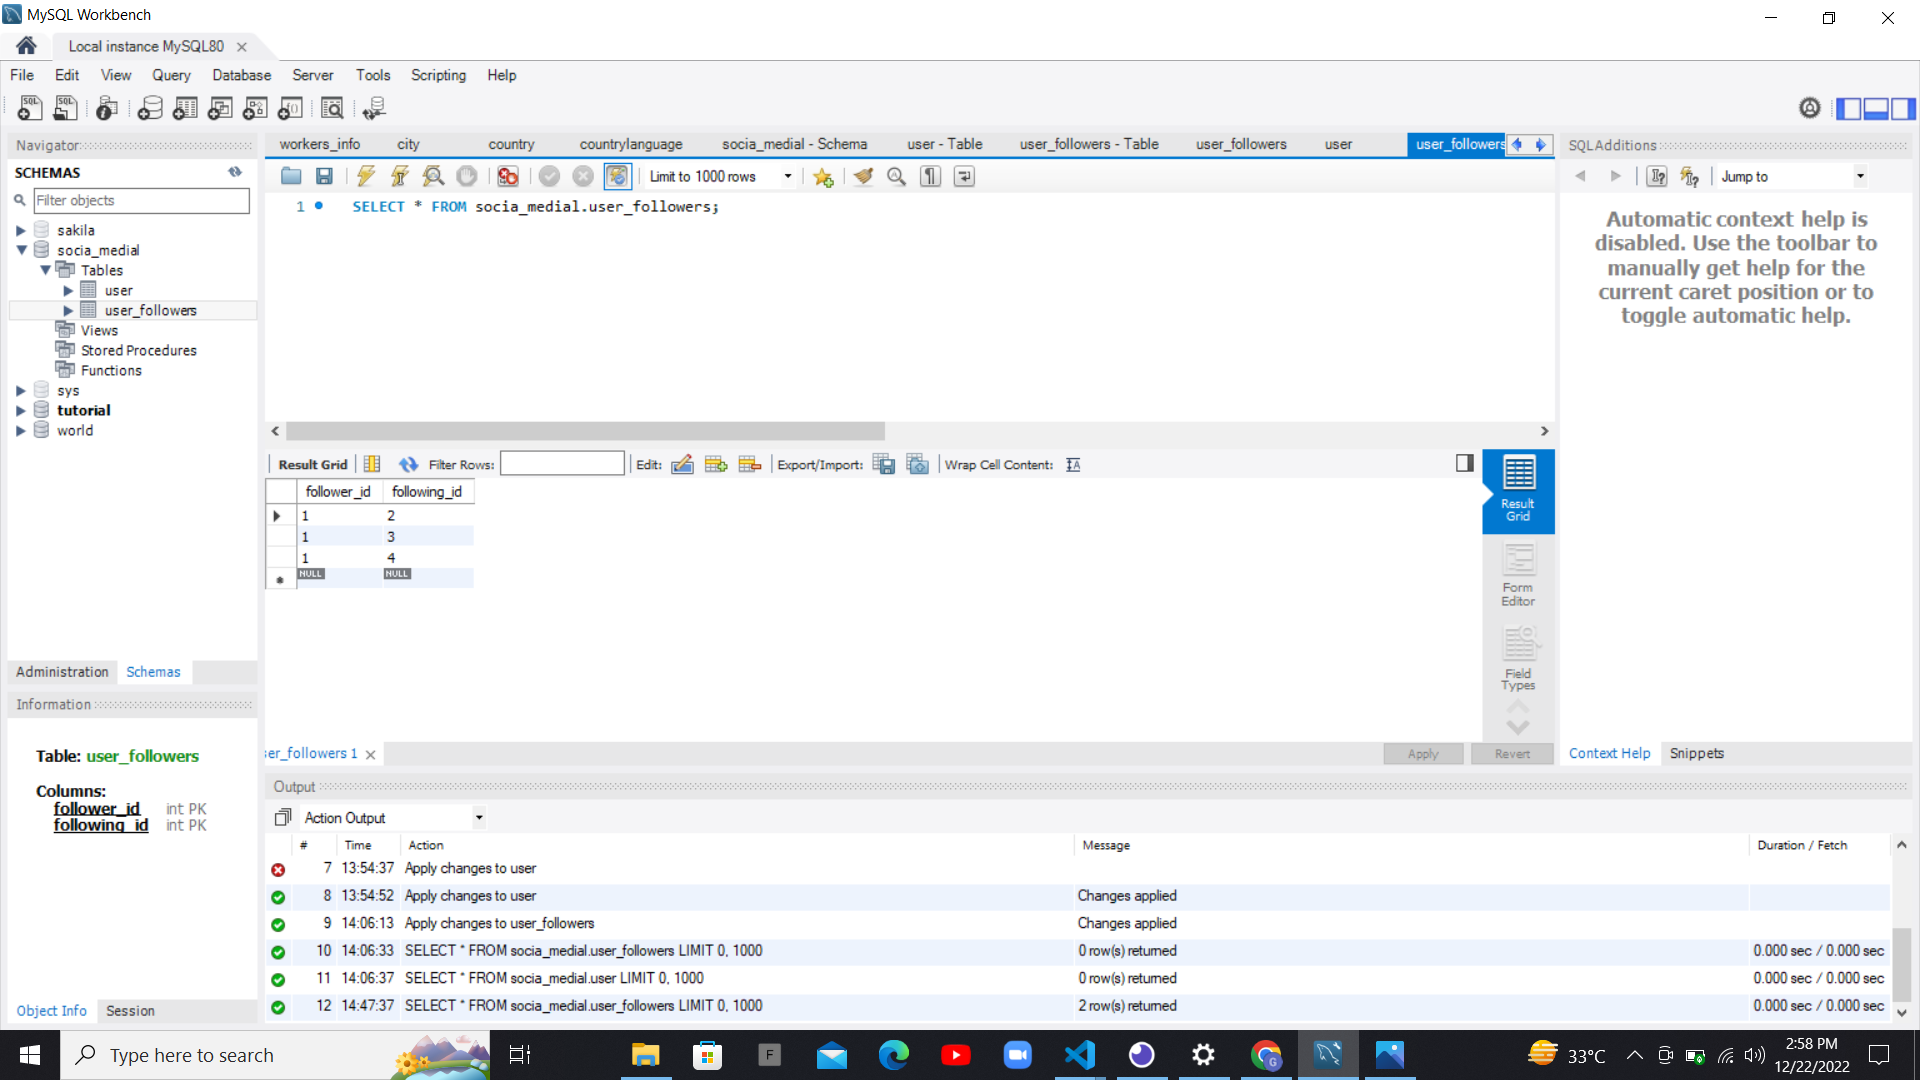 MySQL Workbench
Local instance MySQL80
File Edit View Query Database Server Tools Scripting Help
Navigator
SCHEMAS
Filter objects
sakila
socia_medial
Tables
user
user_followers
Views
Stored Procedures
Functions
sys
tutorial
world
Administration Schemas
Information
Table: user_followers
Columns:
follower_id int PK
following_id int PK
Object Info Session
workers_info city country countrylanguage socia_medial - Schema user - Table user_followers - Table user_followers user user_followers
Limit to 1000 rows
1 SELECT * FROM socia_medial.user_followers;
Result Grid Filter Rows: Edit: Export/Import: Wrap Cell Content:
follower_id following_id
1 2
1 3
1 4
NULL NULL
Result
Grid
Form
Editor
Field
Types
ser_followers 1
Apply Revert
SQLAdditions
Jump to
Automatic context help is
disabled. Use the toolbar to
manually get help for the
current caret position or to
toggle automatic help.
Context Help Snippets
Output
Action Output
# Time Action Message Duration / Fetch
7 13:54:37 Apply changes to user
8 13:54:52 Apply changes to user Changes applied
9 14:06:13 Apply changes to user_followers Changes applied
10 14:06:33 SELECT * FROM socia_medial.user_followers LIMIT 0, 1000 0 row(s) returned 0.000 sec / 0.000 sec
11 14:06:37 SELECT * FROM socia_medial.user LIMIT 0, 1000 0 row(s) returned 0.000 sec / 0.000 sec
12 14:47:37 SELECT * FROM socia_medial.user_followers LIMIT 0, 1000 2 row(s) returned 0.000 sec / 0.000 sec
Type here to search
33°C
2:58 PM
12/22/2022